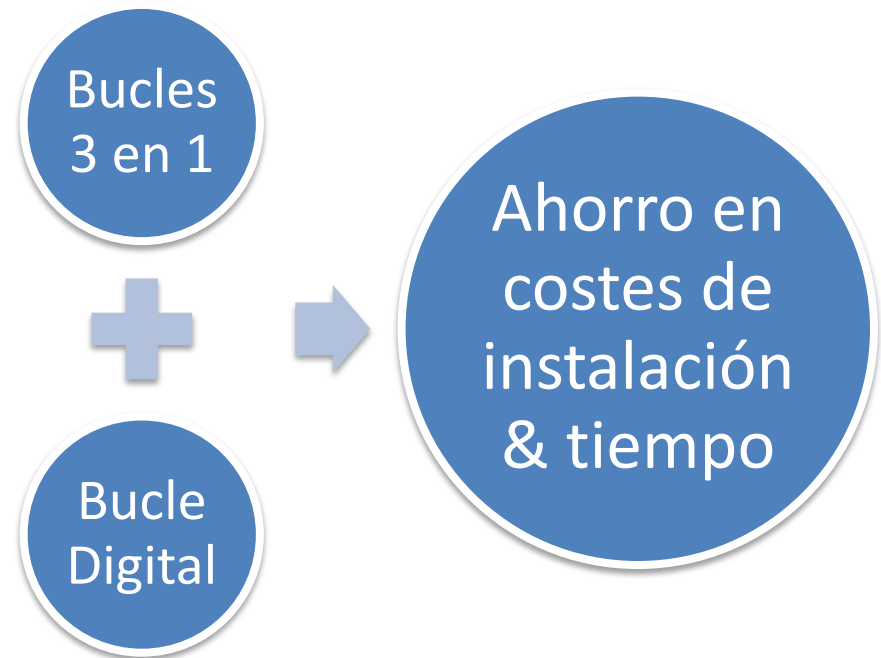 Bucles
3 en 1
Bucle
Digital
Ahorro en
costes de
instalación
& tiempo